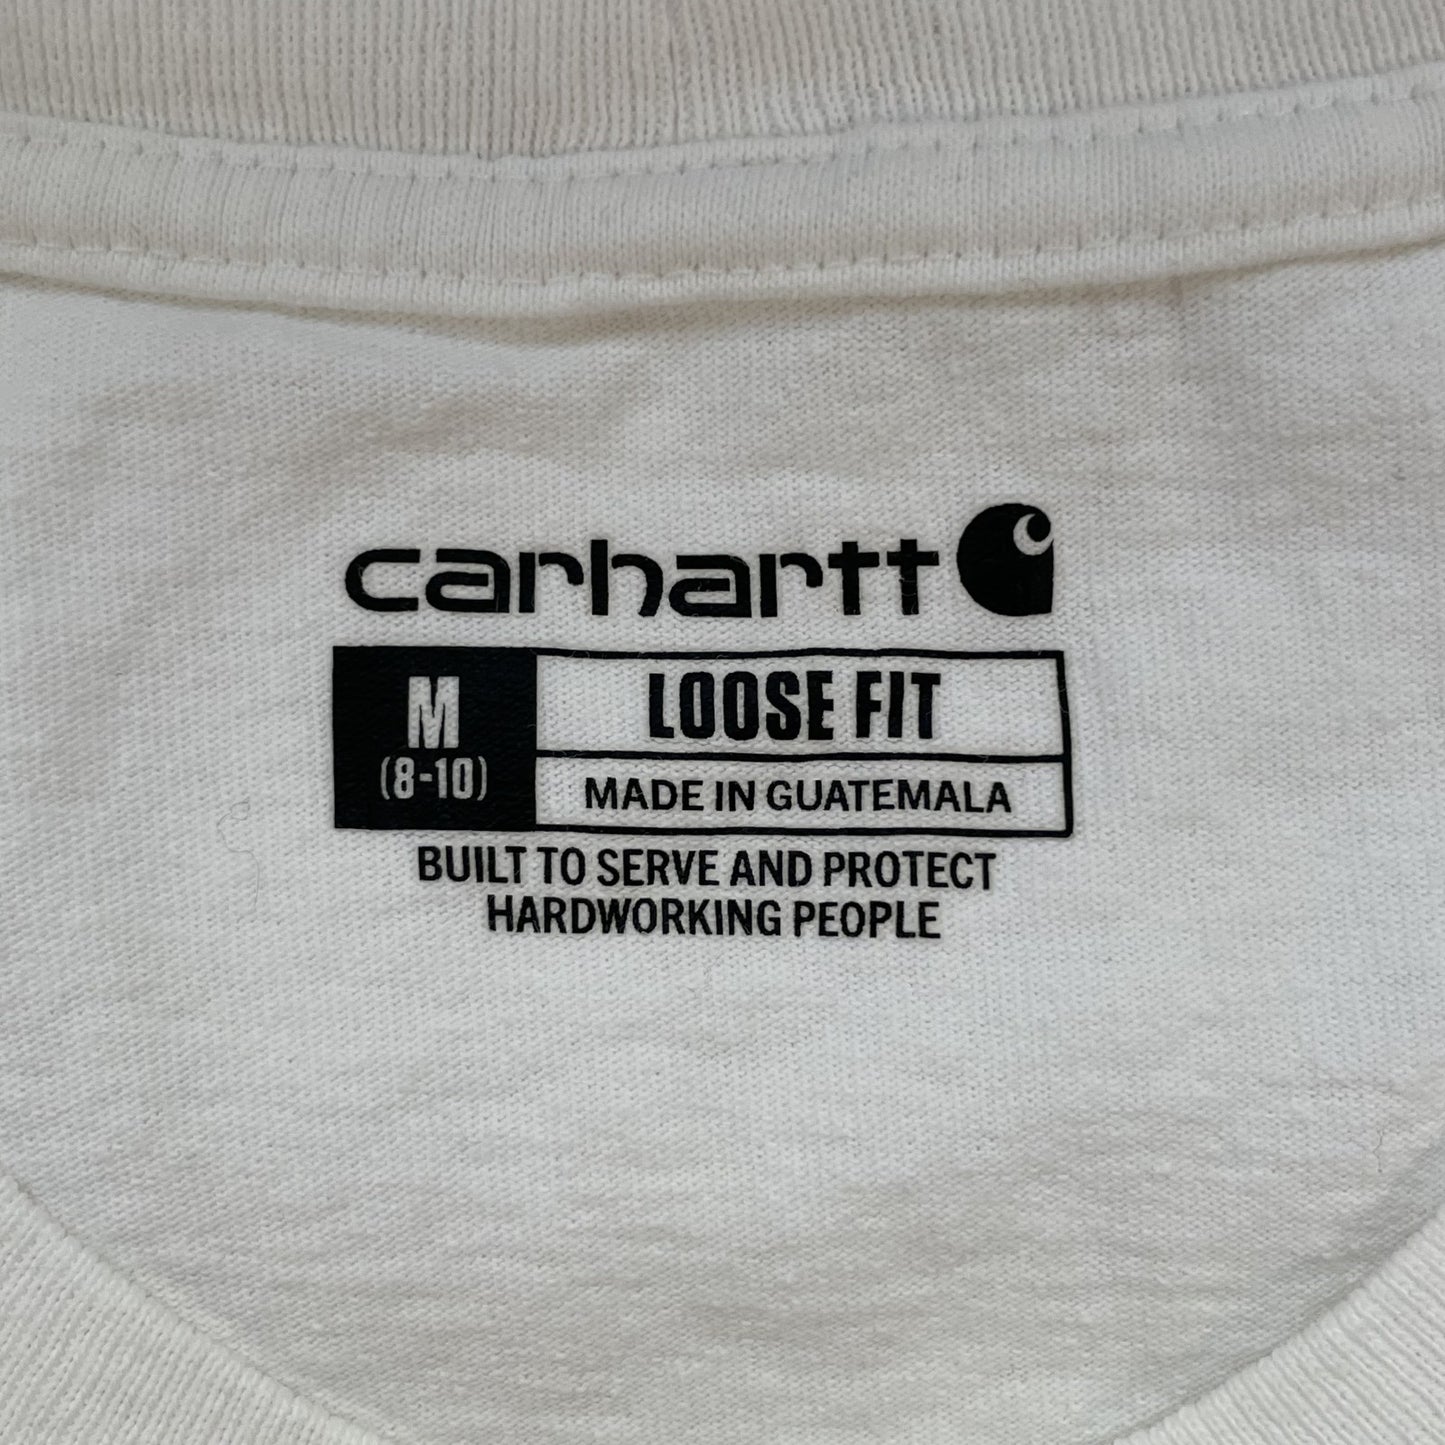 carhartt
M
(8-10)
LOOSE FIT
MADE IN GUATEMALA
BUILT TO SERVE AND PROTECT
HARDWORKING PEOPLE